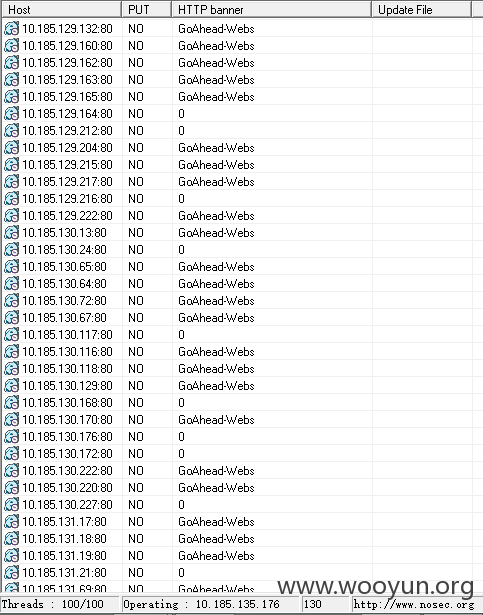 Host PUT HTTP banner Update File
10.185.129.132:80 NO GoAhead-Webs
10.185.129.160:80 NO GoAhead-Webs
10.185.129.162:80 NO GoAhead-Webs
10.185.129.163:80 NO GoAhead-Webs
10.185.129.165:80 NO GoAhead-Webs
10.185.129.164:80 NO 0
10.185.129.212:80 NO 0
10.185.129.204:80 NO GoAhead-Webs
10.185.129.215:80 NO GoAhead-Webs
10.185.129.217:80 NO GoAhead-Webs
10.185.129.216:80 NO 0
10.185.129.222:80 NO GoAhead-Webs
10.185.130.13:80 NO GoAhead-Webs
10.185.130.24:80 NO 0
10.185.130.65:80 NO GoAhead-Webs
10.185.130.64:80 NO GoAhead-Webs
10.185.130.72:80 NO GoAhead-Webs
10.185.130.67:80 NO GoAhead-Webs
10.185.130.117:80 NO 0
10.185.130.116:80 NO GoAhead-Webs
10.185.130.118:80 NO GoAhead-Webs
10.185.130.129:80 NO GoAhead-Webs
10.185.130.168:80 NO 0
10.185.130.170:80 NO GoAhead-Webs
10.185.130.176:80 NO 0
10.185.130.172:80 NO 0
10.185.130.222:80 NO GoAhead-Webs
10.185.130.220:80 NO GoAhead-Webs
10.185.130.227:80 NO 0
10.185.131.17:80 NO GoAhead-Webs
10.185.131.18:80 NO GoAhead-Webs
10.185.131.19:80 NO GoAhead-Webs
10.185.131.21:80 NO 0
10.185.131.69:80 NO GoAhead-Webs
www.wooyun.org
Threads : 100/100 Operating : 10.185.135.176 130 http://www.nosec.org